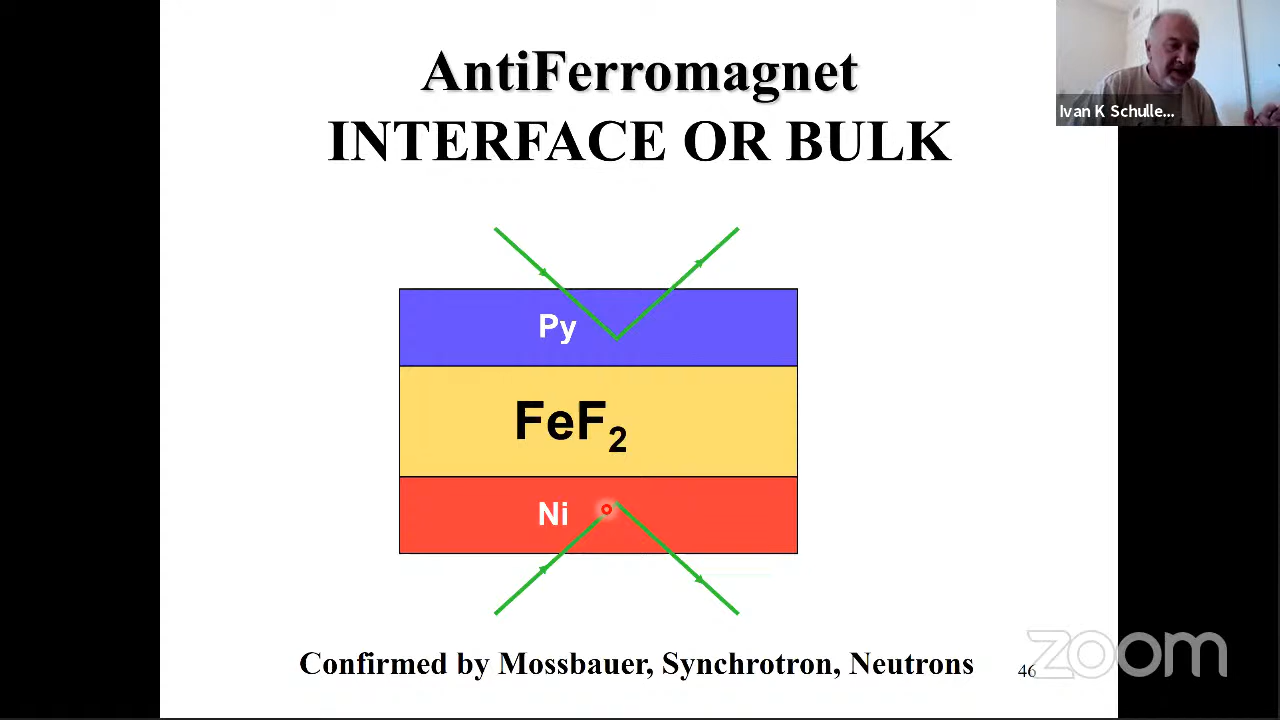 AntiFerromagnet
INTERFACE OR BULK
Ivan K Schulle...
Py
FeF₂
Ni
Confirmed by Mossbauer, Synchrotron, Neutrons
46
zoom